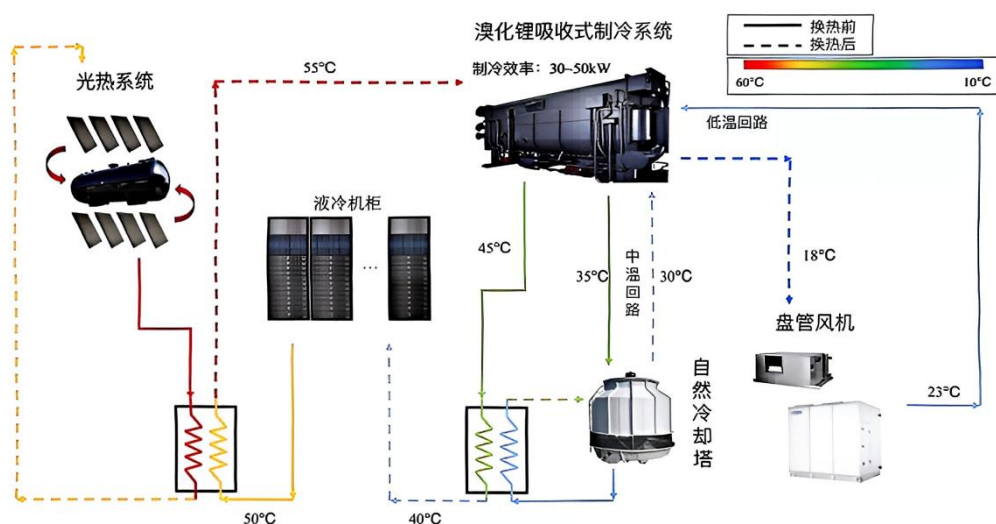 溴化锂吸收式制冷系统
换热前
换热后
60℃
10℃
制冷效率：30–50kW
光热系统
55℃
低温回路
液冷机柜
...
45℃
35℃
中温回路
30℃
18℃
盘管风机
自然冷却塔
23℃
50℃
40℃